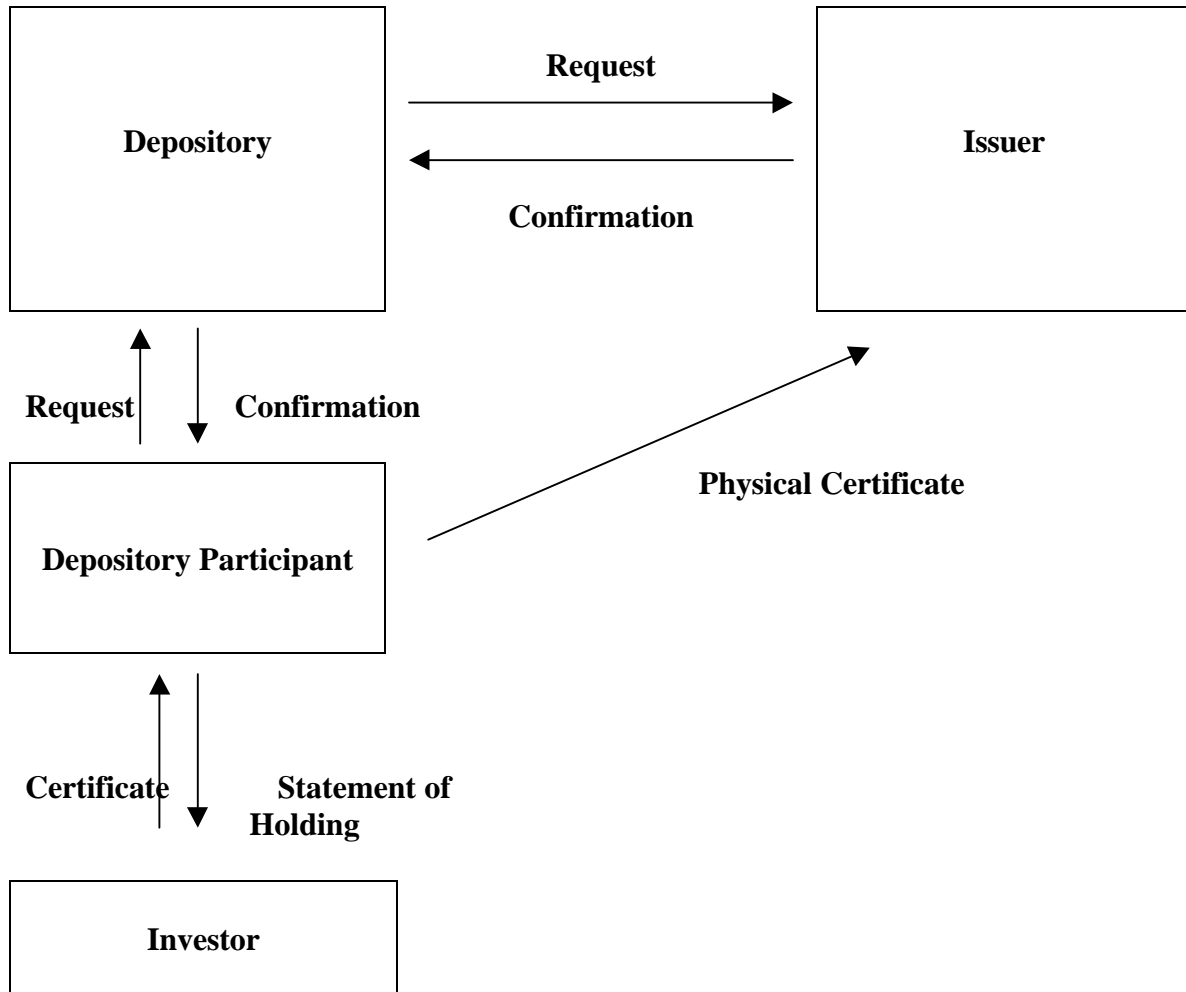 Request
Depository
Issuer
Confirmation
Request
Confirmation
Physical Certificate
Depository Participant
Certificate
Statement of
Holding
Investor